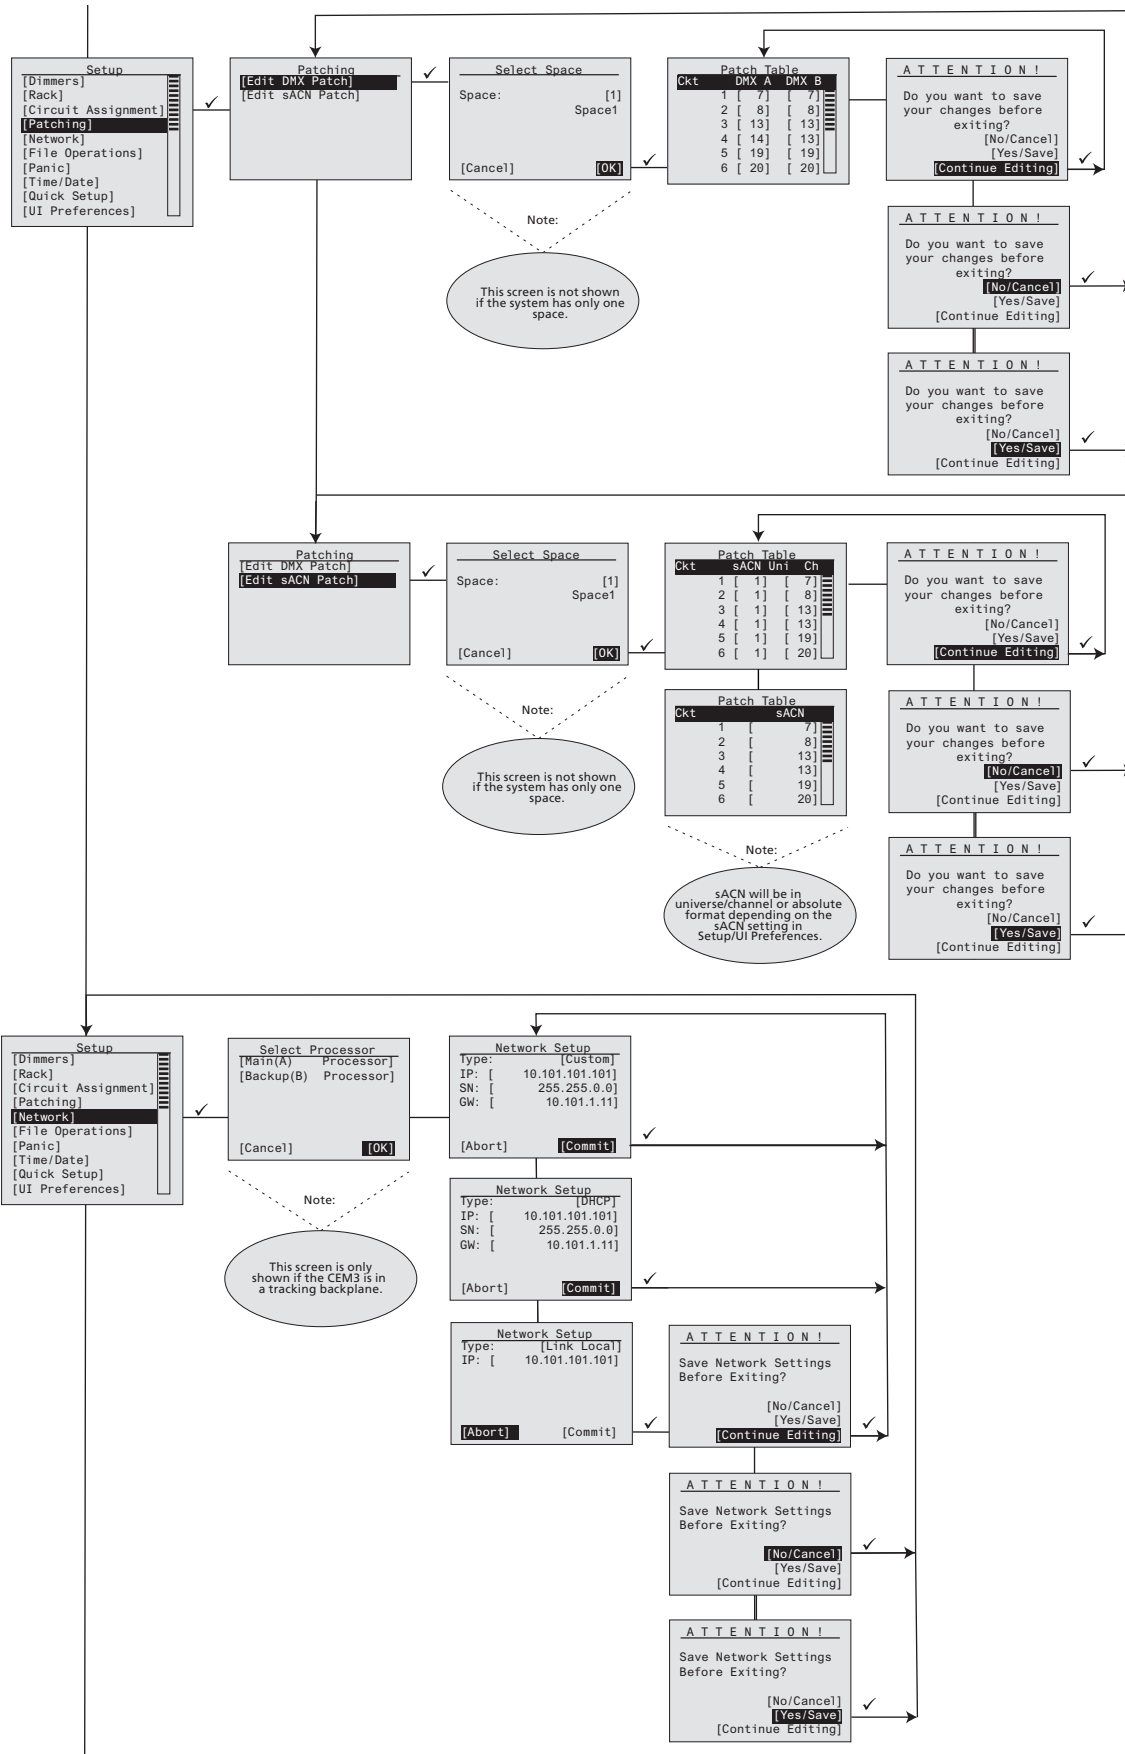 Setup
[Dimmers]
[Rack]
[Circuit Assignment]
[Patching]
[Network]
[File Operations]
[Panic]
[Time/Date]
[Quick Setup]
[UI Preferences]
Patching
[Edit DMX Patch]
[Edit sACN Patch]
Select Space
Space: [1]
Space1
[Cancel] [OK]
Note:
This screen is not shown
if the system has only one
space.
Patch Table
Ckt DMX A DMX B
1 [ 7] [ 7]
2 [ 8] [ 8]
3 [ 13] [ 13]
4 [ 14] [ 13]
5 [ 19] [ 19]
6 [ 20] [ 20]
A T T E N T I O N !
Do you want to save
your changes before
exiting?
[No/Cancel]
[Yes/Save]
[Continue Editing]
A T T E N T I O N !
Do you want to save
your changes before
exiting?
[No/Cancel]
[Yes/Save]
[Continue Editing]
A T T E N T I O N !
Do you want to save
your changes before
exiting?
[No/Cancel]
[Yes/Save]
[Continue Editing]
Patching
[Edit DMX Patch]
[Edit sACN Patch]
Select Space
Space: [1]
Space1
[Cancel] [OK]
Note:
This screen is not shown
if the system has only one
space.
Patch Table
Ckt sACN Uni Ch
1 [ 1] [ 7]
2 [ 1] [ 8]
3 [ 1] [ 13]
4 [ 1] [ 13]
5 [ 1] [ 19]
6 [ 1] [ 20]
Patch Table
Ckt sACN
1 [ 7]
2 [ 8]
3 [ 13]
4 [ 13]
5 [ 19]
6 [ 20]
Note:
sACN will be in
universe/channel or absolute
format depending on the
sACN setting in
Setup/UI Preferences.
A T T E N T I O N !
Do you want to save
your changes before
exiting?
[No/Cancel]
[Yes/Save]
[Continue Editing]
A T T E N T I O N !
Do you want to save
your changes before
exiting?
[No/Cancel]
[Yes/Save]
[Continue Editing]
A T T E N T I O N !
Do you want to save
your changes before
exiting?
[No/Cancel]
[Yes/Save]
[Continue Editing]
Setup
[Dimmers]
[Rack]
[Circuit Assignment]
[Patching]
[Network]
[File Operations]
[Panic]
[Time/Date]
[Quick Setup]
[UI Preferences]
Select Processor
[Main(A) Processor]
[Backup(B) Processor]
[Cancel] [OK]
Note:
This screen is only
shown if the CEM3 is in
a tracking backplane.
Network Setup
Type: [Custom]
IP: [ 10.101.101.101]
SN: [ 255.255.0.0]
GW: [ 10.101.1.11]
[Abort] [Commit]
Network Setup
Type: [DHCP]
IP: [ 10.101.101.101]
SN: [ 255.255.0.0]
GW: [ 10.101.1.11]
[Abort] [Commit]
Network Setup
Type: [Link Local]
IP: [ 10.101.101.101]
[Abort] [Commit]
A T T E N T I O N !
Save Network Settings
Before Exiting?
[No/Cancel]
[Yes/Save]
[Continue Editing]
A T T E N T I O N !
Save Network Settings
Before Exiting?
[No/Cancel]
[Yes/Save]
[Continue Editing]
A T T E N T I O N !
Save Network Settings
Before Exiting?
[No/Cancel]
[Yes/Save]
[Continue Editing]